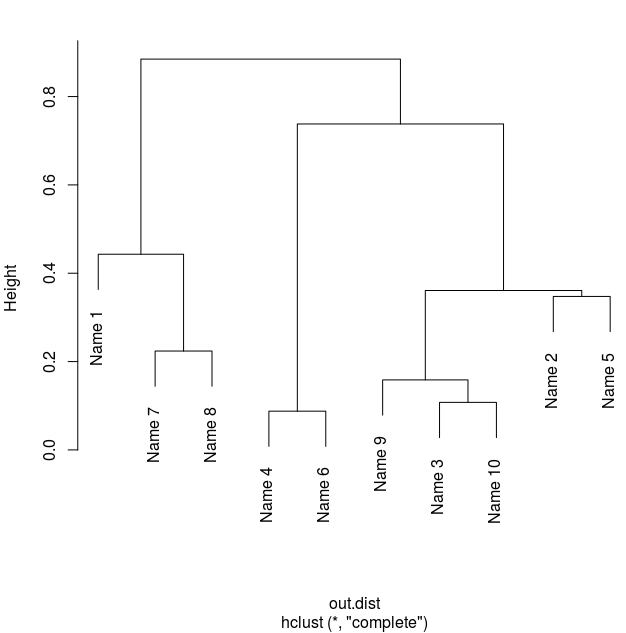 Height
0.8
0.6
0.4
0.2
0.0
Name 1
Name 7
Name 8
Name 4
Name 6
Name 9
Name 3
Name 10
Name 2
Name 5
out.dist
hclust (*, "complete")